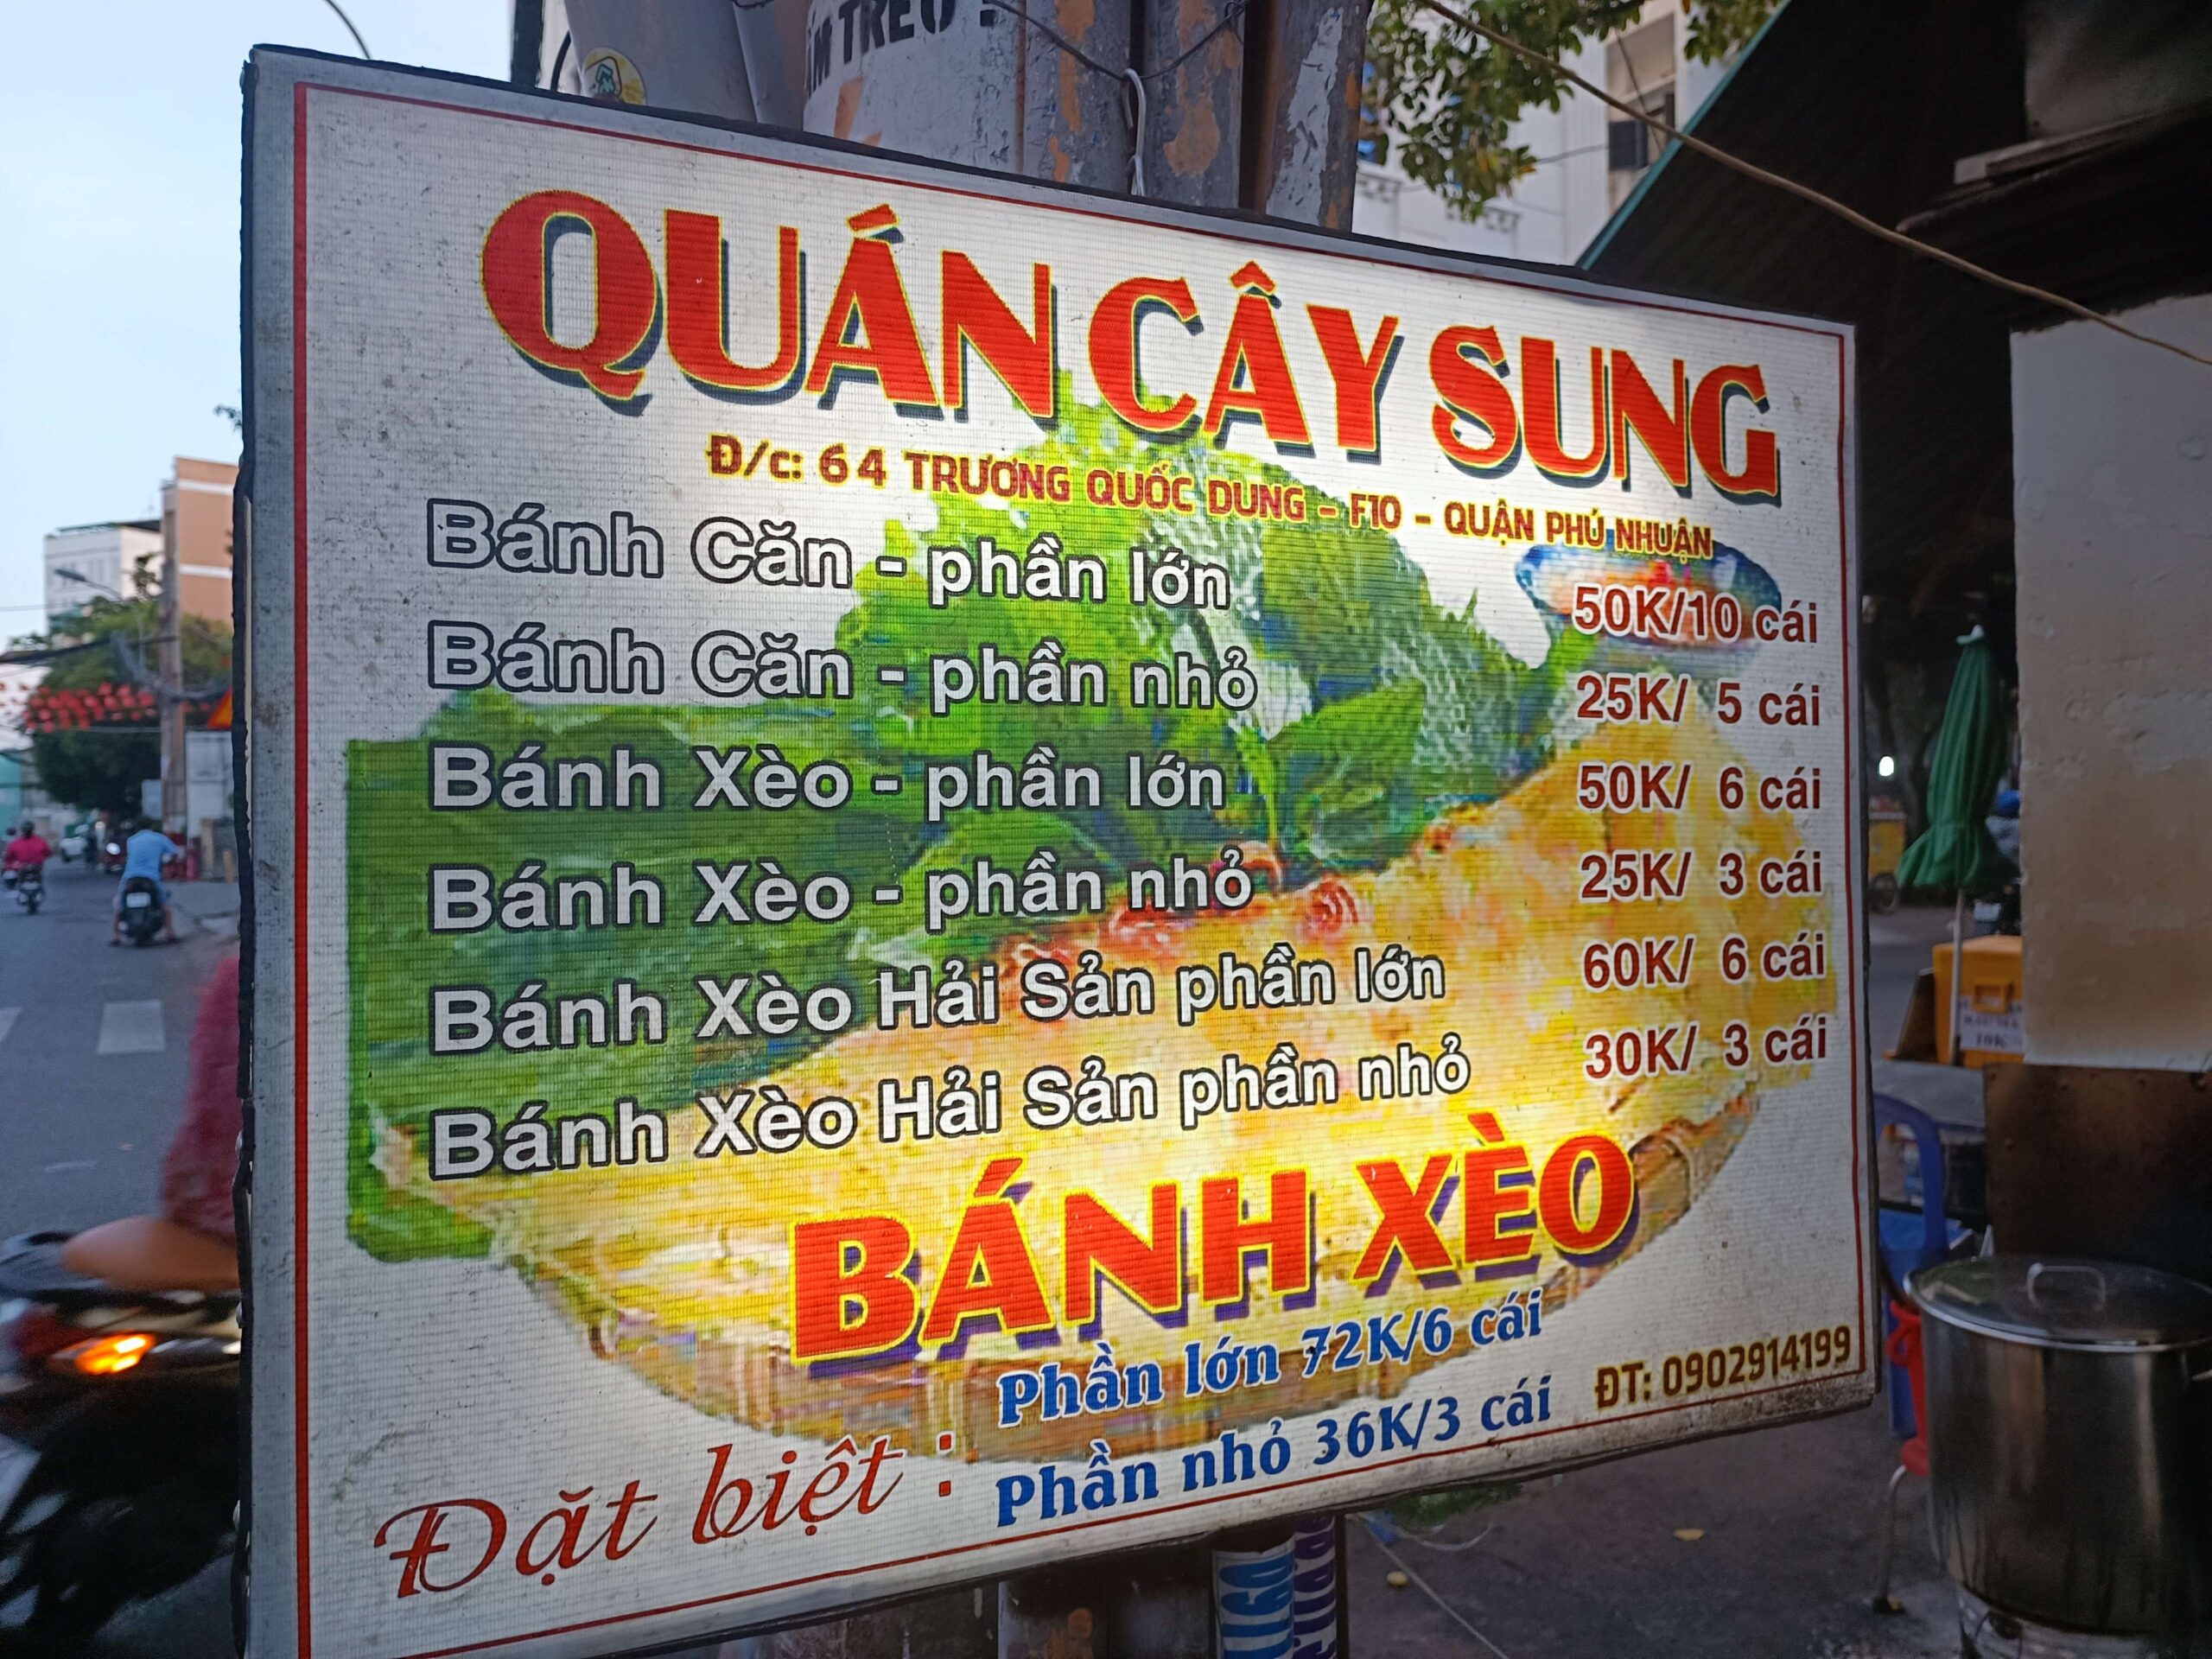 ÁM TREO
QUÁN CÂY SUNG
Đ/c: 64 TRƯƠNG QUỐC DUNG - F10 - QUẬN PHÚ NHUẬN
Bánh Căn - phần lớn 50K/10 cái
Bánh Căn - phần nhỏ 25K/ 5 cái
Bánh Xèo - phần lớn 50K/ 6 cái
Bánh Xèo - phần nhỏ 25K/ 3 cái
Bánh Xèo Hải Sản phần lớn 60K/ 6 cái
Bánh Xèo Hải Sản phần nhỏ 30K/ 3 cái
BÁNH XÈO
Đặt biệt : Phần lớn 72K/6 cái
Phần nhỏ 36K/3 cái
ĐT: 0902914199